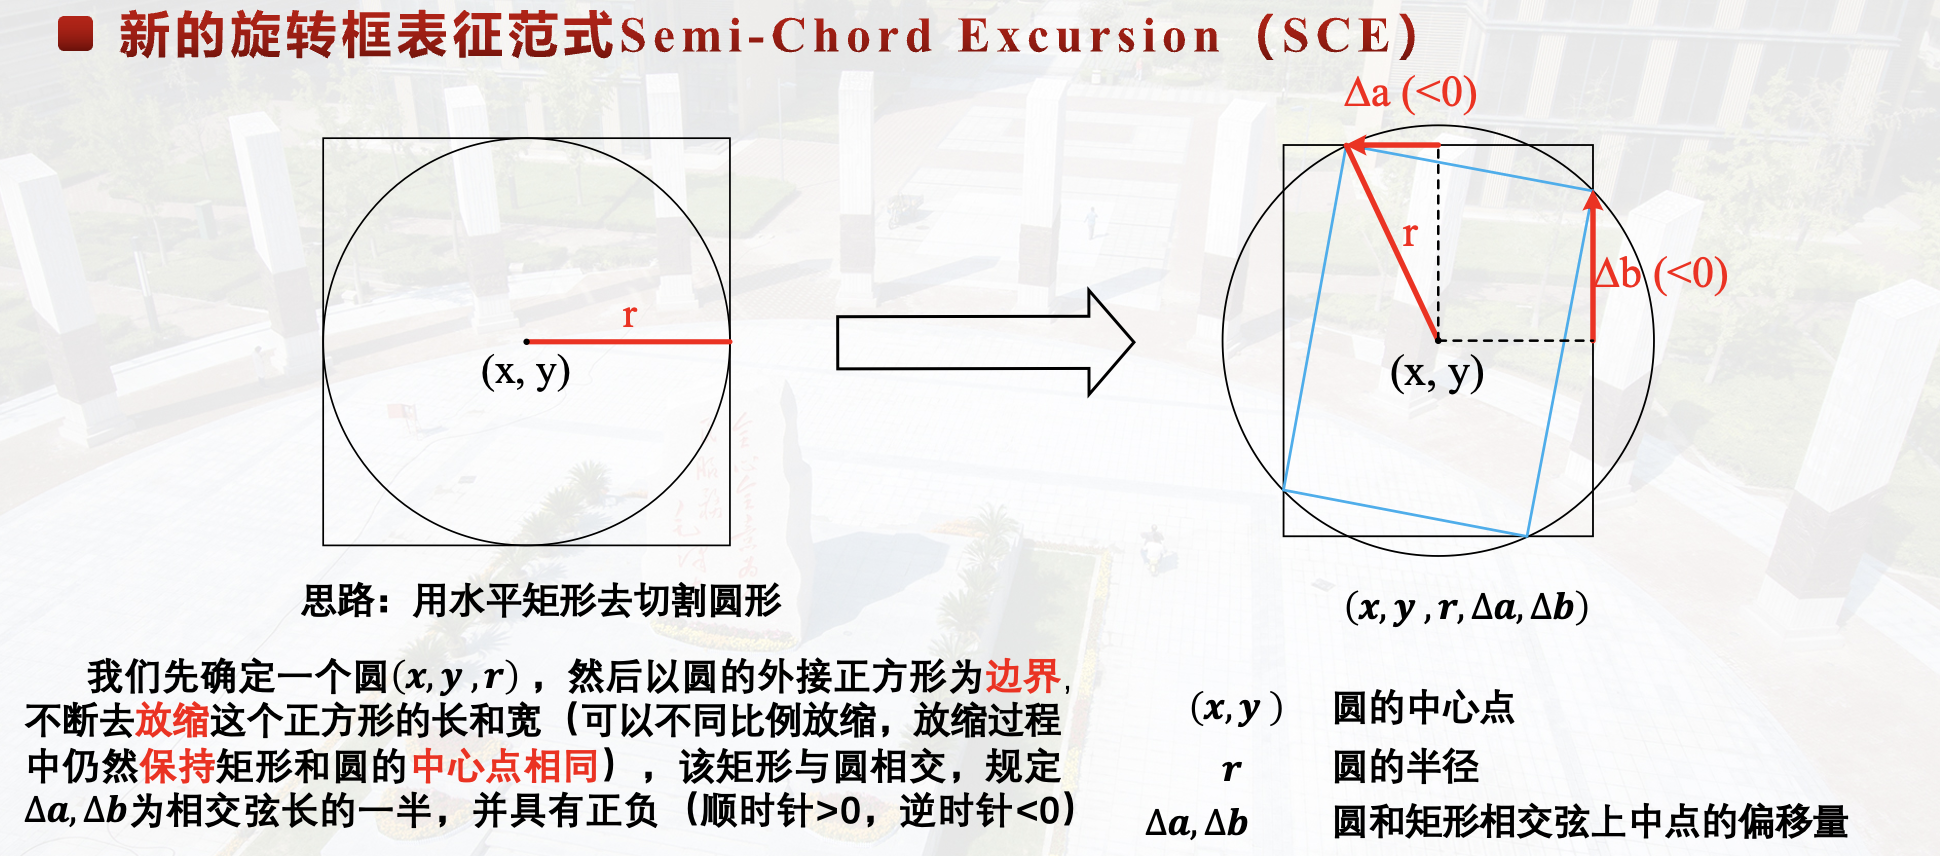 新的旋转框表征范式Semi-Chord Excursion（SCE）
Δa (<0)
r
Δb (<0)
(x, y)
r
(x, y)
思路：用水平矩形去切割圆形
(x, y , r, Δa, Δb)
我们先确定一个圆(x, y , r)，然后以圆的外接正方形为边界,
不断去放缩这个正方形的长和宽（可以不同比例放缩，放缩过程
中仍然保持矩形和圆的中心点相同），该矩形与圆相交，规定
Δa, Δb为相交弦长的一半，并具有正负（顺时针>0，逆时针<0）
(x, y ) 圆的中心点
r 圆的半径
Δa, Δb 圆和矩形相交弦上中点的偏移量